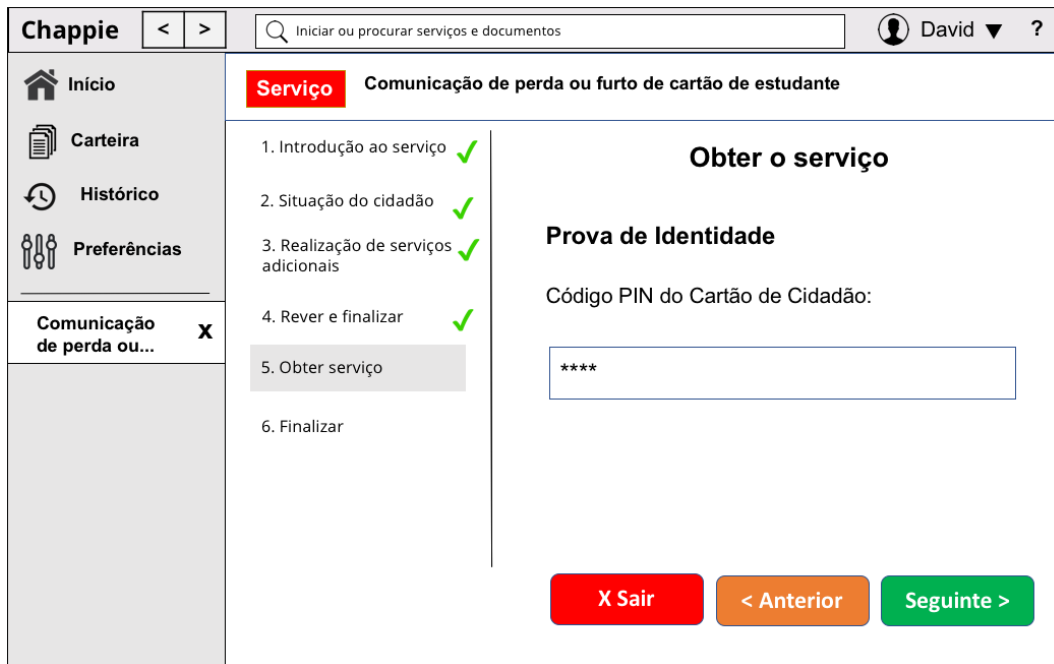 Chappie
<
>
Iniciar ou procurar serviços e documentos
David ▼
?
Início
Carteira
Histórico
Preferências
Comunicação
de perda ou...
X
Serviço
Comunicação de perda ou furto de cartão de estudante
1. Introdução ao serviço
2. Situação do cidadão
3. Realização de serviços
adicionais
4. Rever e finalizar
5. Obter serviço
6. Finalizar
Obter o serviço
Prova de Identidade
Código PIN do Cartão de Cidadão:
****
X Sair
< Anterior
Seguinte >